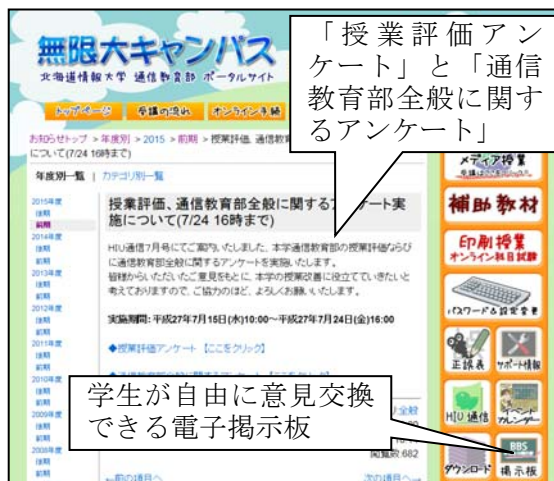 無限大キャンパス
北海道情報大学 通信教育部 ポータルサイト
トップページ 受講の流れ オンライン手続
「授業評価アン
ケート」と「通信
教育部全般に関す
るアンケート」
お知らせトップ > 年度別 > 2015 > 前期 > 授業評価、通信教育
について(7/24 16時まで)
年度別一覧 | カテゴリ別一覧
2015年度
後期
前期
2014年度
後期
前期
2013年度
後期
前期
2012年度
後期
前期
2011年度
後期
前期
2010年度
後期
前期
2009年度
後期
前期
2008年度
後期
前期
授業評価、通信教育部全般に関するアンケート実
施について(7/24 16時まで)
HIU通信7月号にてご案内いたしました、本学通信教育部の授業評価ならび
に通信教育部全般に関するアンケートを実施いたします。
皆様からいただいたご意見をもとに、本学の授業改善に役立てていきたいと
考えておりますので、ご協力のほど、よろしくお願いいたします。
実施期間:平成27年7月15日(水)10:00～平成27年7月24日(金)16:00
◆授業評価アンケート 【ここをクリック】
学生が自由に意見交換
できる電子掲示板
全般
閲覧数:682
←前の項目へ
次の項目へ→
メディア授業
補助教材
印刷授業
オンライン科目試験
パスワード&設定変更
正誤表
サポート情報
HIU通信
イベント
カレンダー
ダウンロード
BBS
掲示板